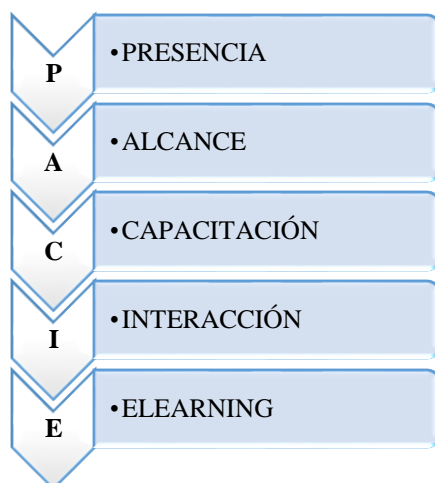 P
•PRESENCIA
A
•ALCANCE
C
•CAPACITACIÓN
I
•INTERACCIÓN
E
•ELEARNING